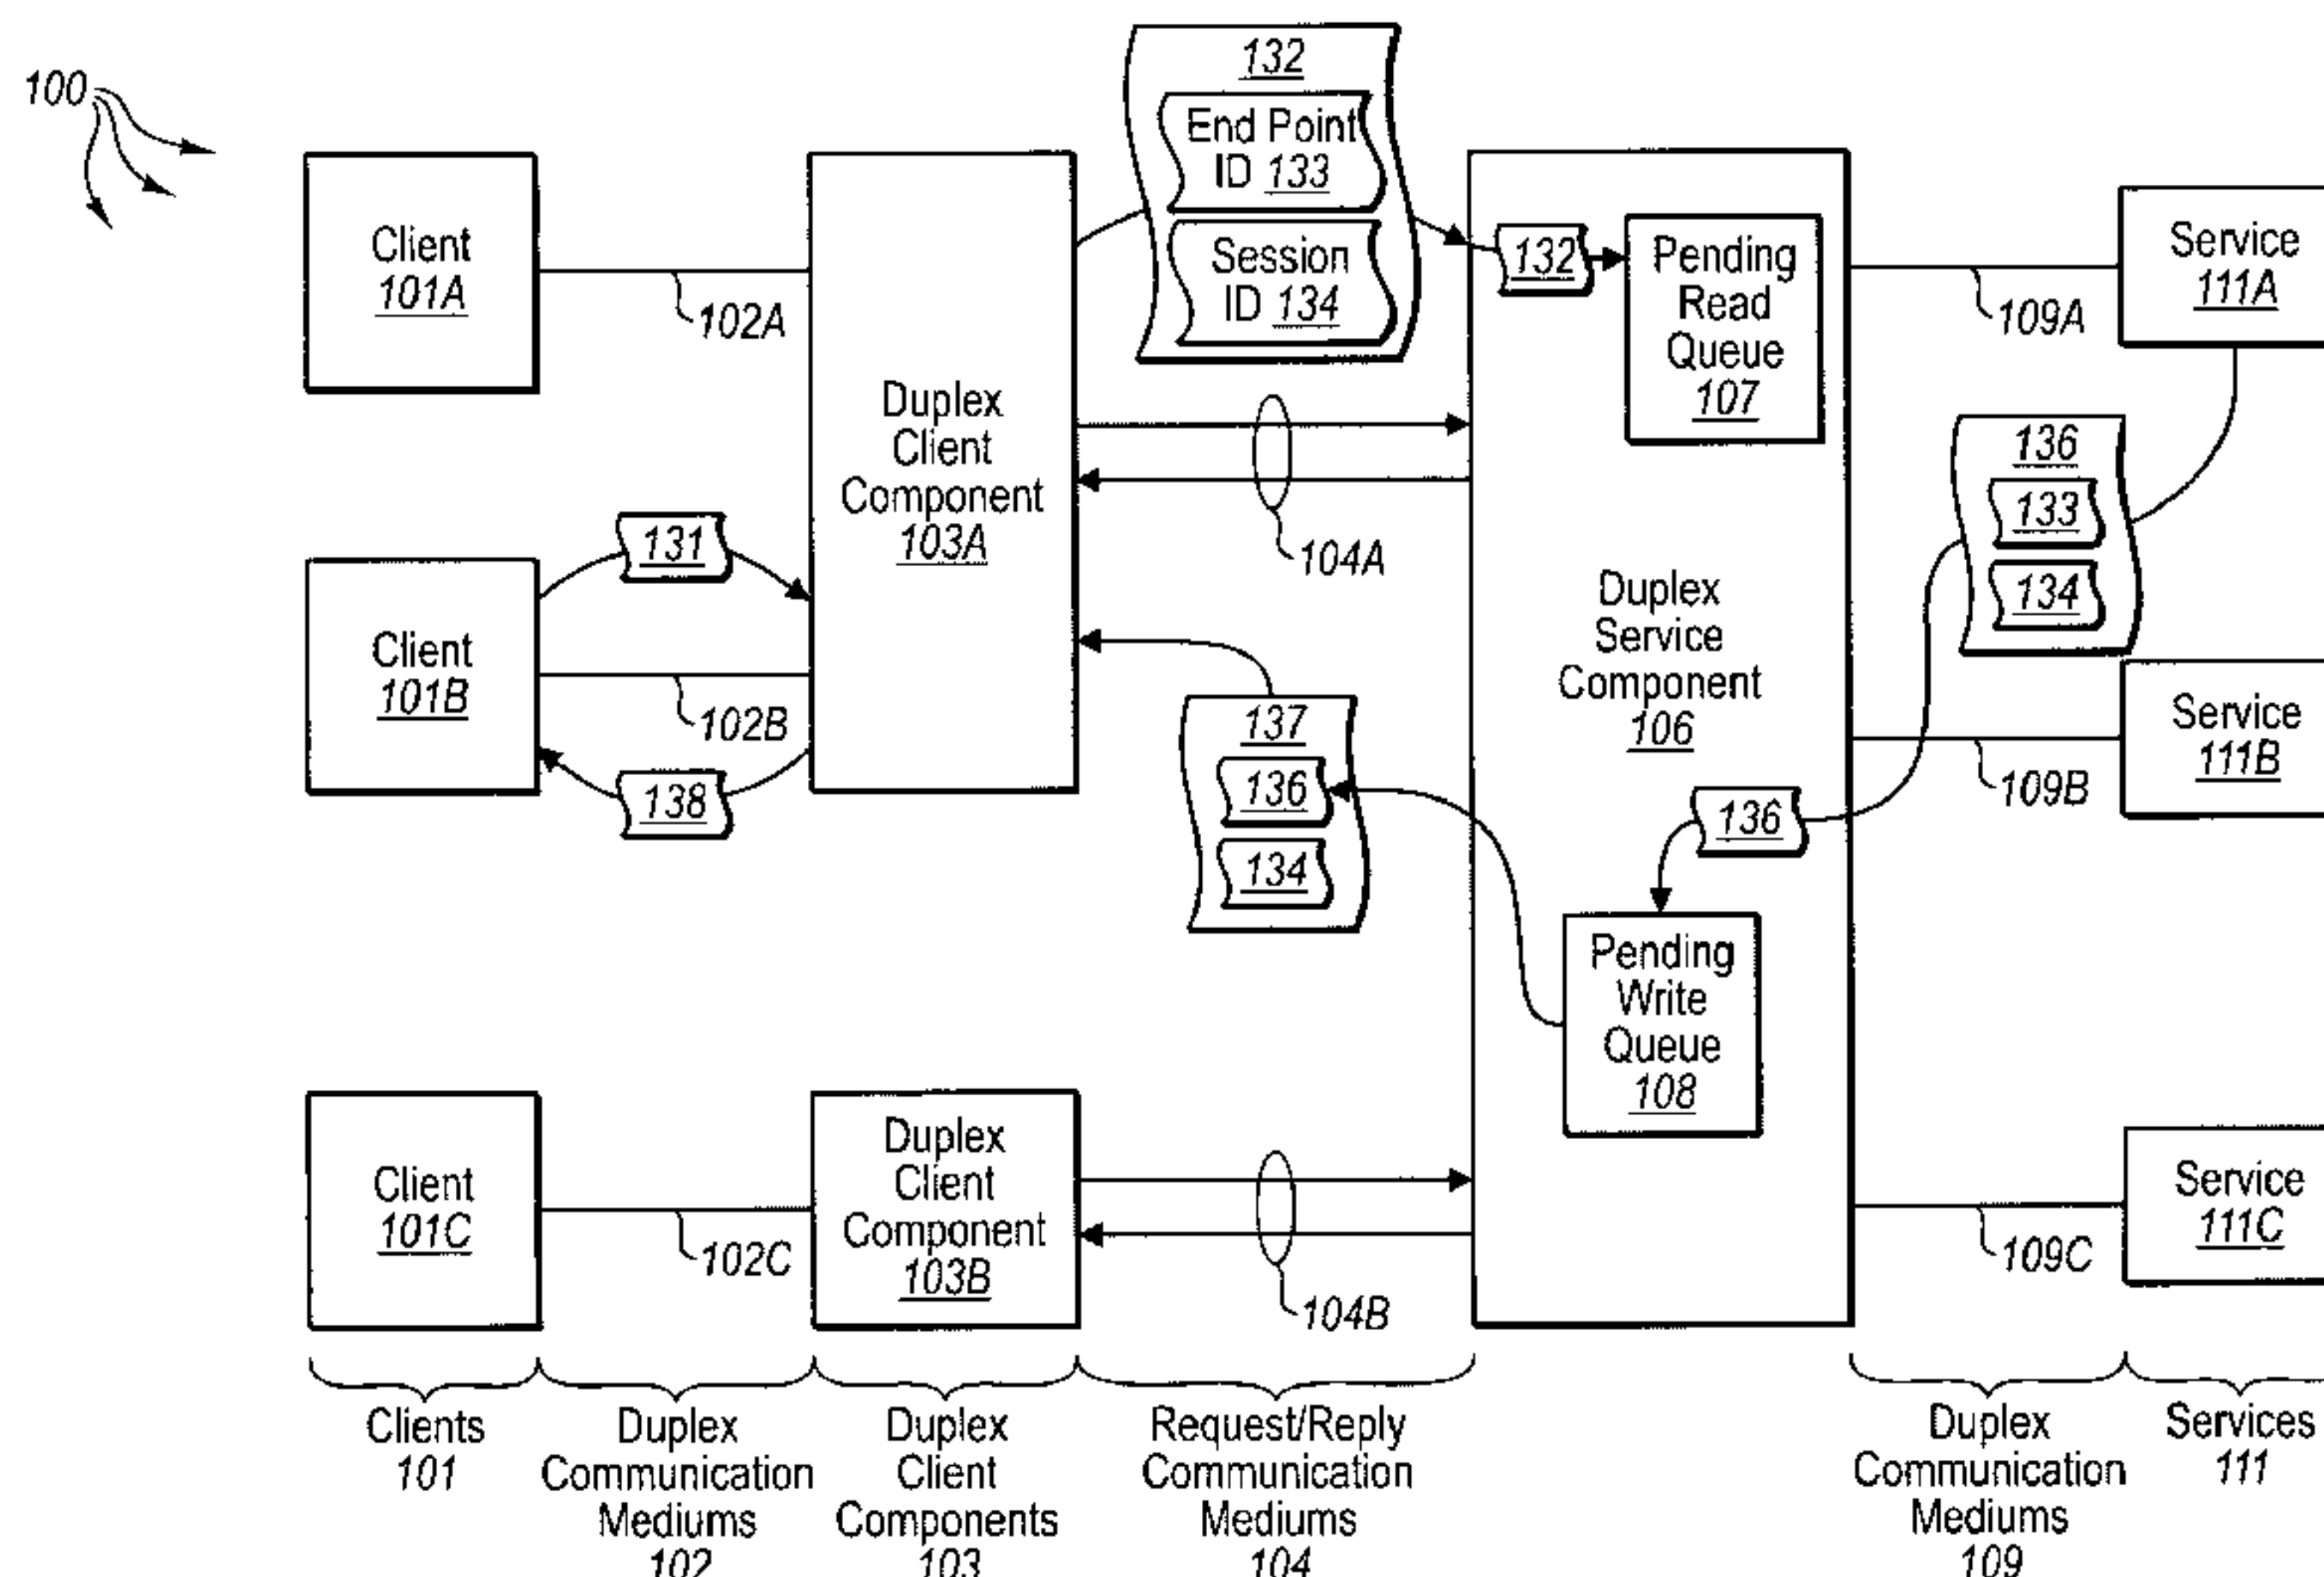 100
132
End Point
ID 133
Session
ID 134
Client
101A
102A
Duplex
Client
Component
103A
104A
132
Pending
Read
Queue
107
109A
Service
111A
136
133
134
131
Client
101B
102B
138
137
136
134
Duplex
Service
Component
106
136
109B
Service
111B
Pending
Write
Queue
108
Client
101C
102C
Duplex
Client
Component
103B
104B
109C
Service
111C
Clients
101
Duplex
Communication
Mediums
102
Duplex
Client
Components
103
Request/Reply
Communication
Mediums
104
Duplex
Communication
Mediums
109
Services
111